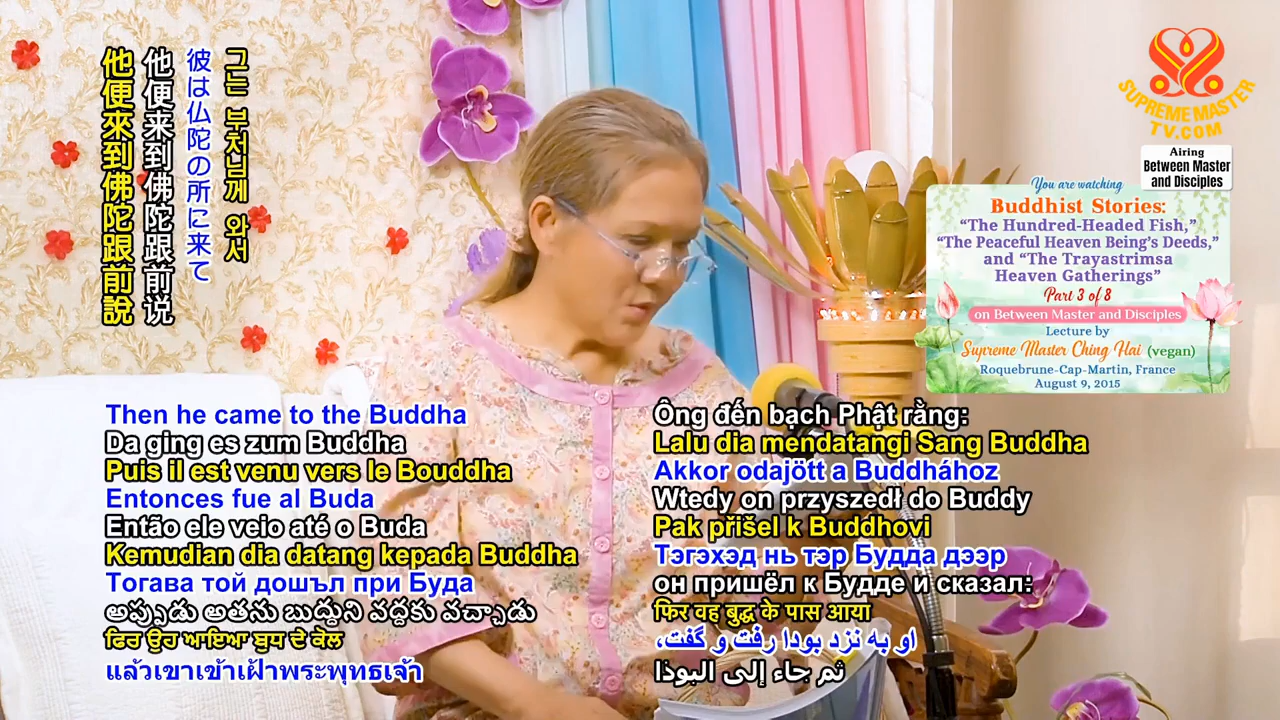 그는 부처님께 와서
彼は仏陀の所に来て
他便来到佛陀跟前说
他便來到佛陀跟前說
SUPREME MASTER
TV.COM
Airing
Between Master
and Disciples
You are watching
Buddhist Stories:
“The Hundred-Headed Fish,”
“The Peaceful Heaven Being’s Deeds,”
and “The Trayastrimsa
Heaven Gatherings”
Part 3 of 8
on Between Master and Disciples
Lecture by
Supreme Master Ching Hai (vegan)
Roquebrune-Cap-Martin, France
August 9, 2015
Then he came to the Buddha
Da ging es zum Buddha
Puis il est venu vers le Bouddha
Entonces fue al Buda
Então ele veio até o Buda
Kemudian dia datang kepada Buddha
Тогава той дошъл при Буда
అప్పుడు అతను బుద్ధుని వద్దకు వచ్చాడు
ਫਿਰ ਉਹ ਆਇਆ ਬੁਧ ਦੇ ਕੋਲ
แล้วเขาเข้าเฝ้าพระพุทธเจ้า
Ông đến bạch Phật rằng:
Lalu dia mendatangi Sang Buddha
Akkor odajött a Buddhához
Wtedy on przyszedł do Buddy
Pak přišel k Buddhovi
Тэгэхэд нь тэр Будда дээр
он пришёл к Будде и сказал:
फिर वह बुद्ध के पास आया
او به نزد بودا رفت و گفت،
ثم جاء إلى البوذا